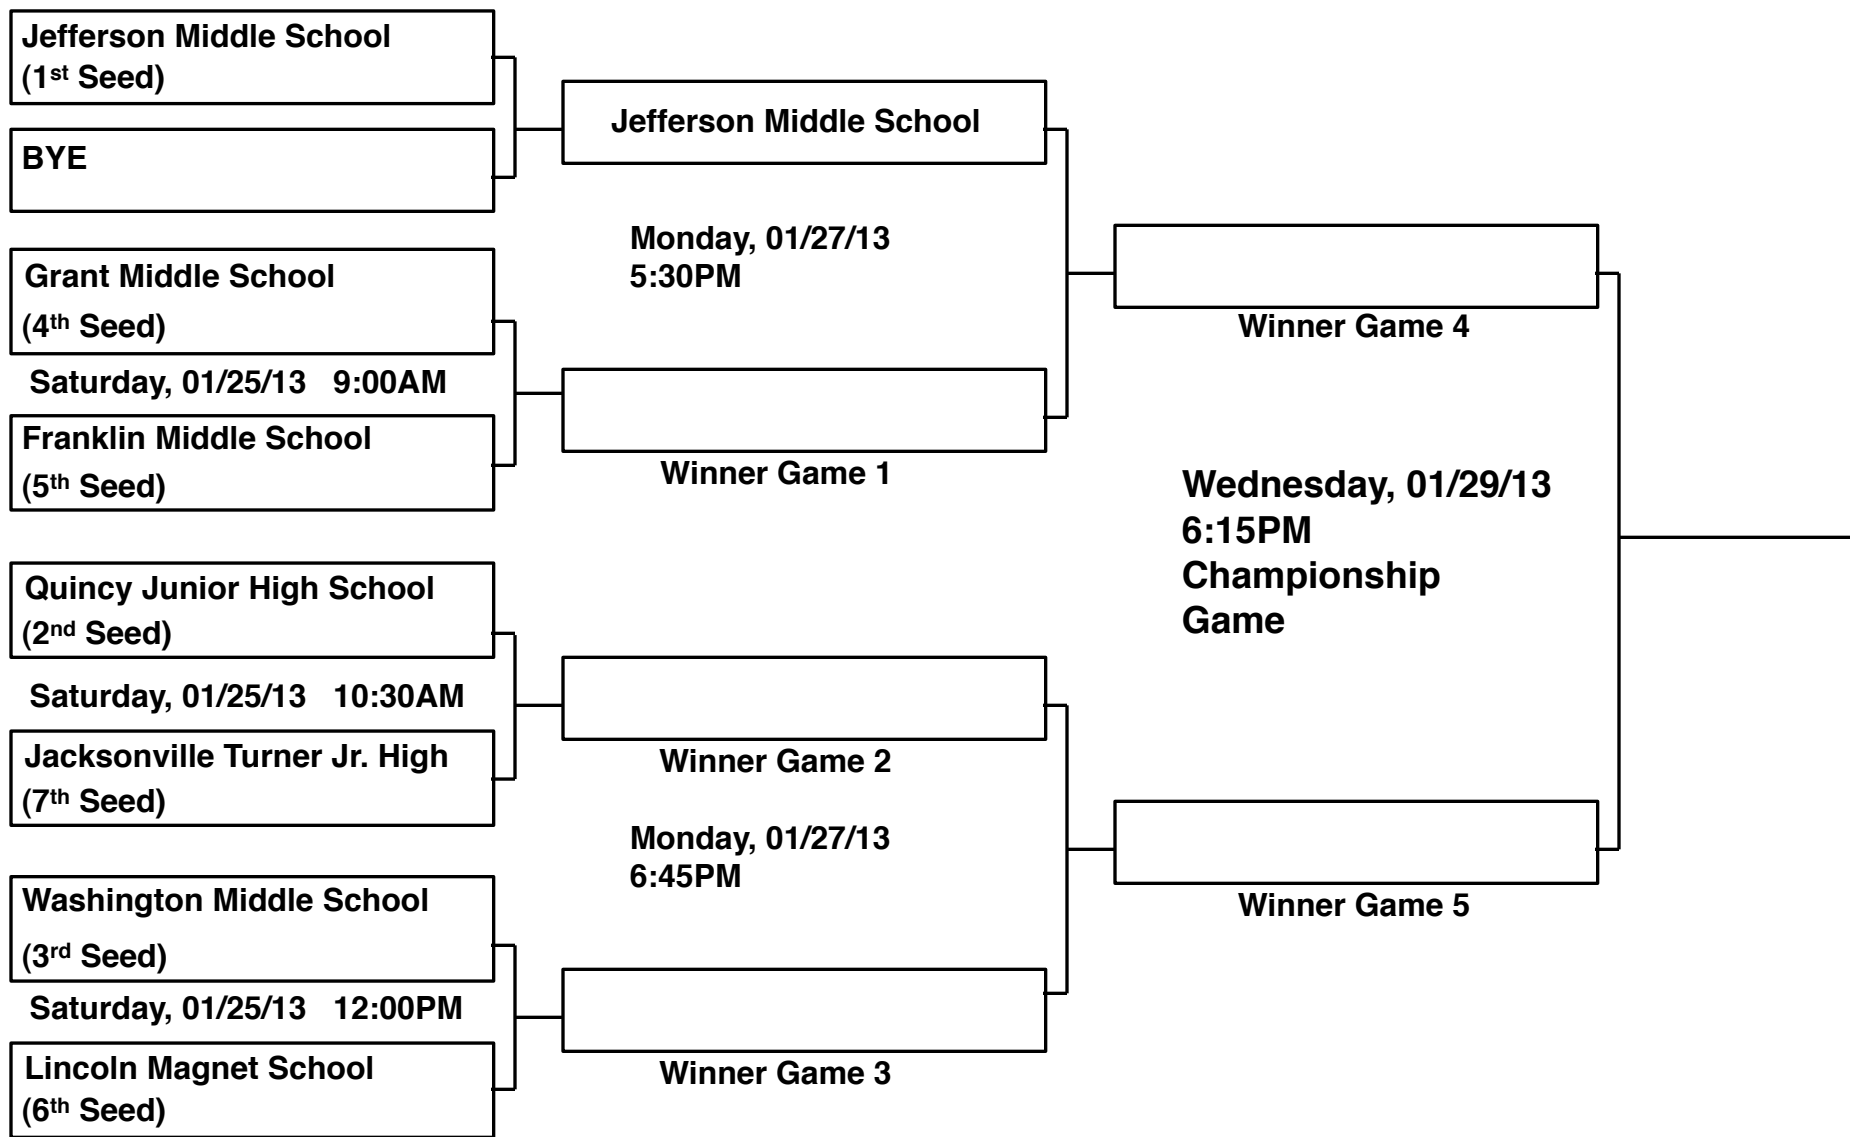 Jefferson Middle School
(1st Seed)
BYE
Grant Middle School
(4th Seed)
Saturday, 01/25/13 9:00AM
Franklin Middle School
(5th Seed)
Quincy Junior High School
(2nd Seed)
Saturday, 01/25/13 10:30AM
Jacksonville Turner Jr. High
(7th Seed)
Washington Middle School
(3rd Seed)
Saturday, 01/25/13 12:00PM
Lincoln Magnet School
(6th Seed)
Jefferson Middle School
Monday, 01/27/13
5:30PM
Winner Game 1
Winner Game 2
Monday, 01/27/13
6:45PM
Winner Game 3
Winner Game 4
Wednesday, 01/29/13
6:15PM
Championship
Game
Winner Game 5